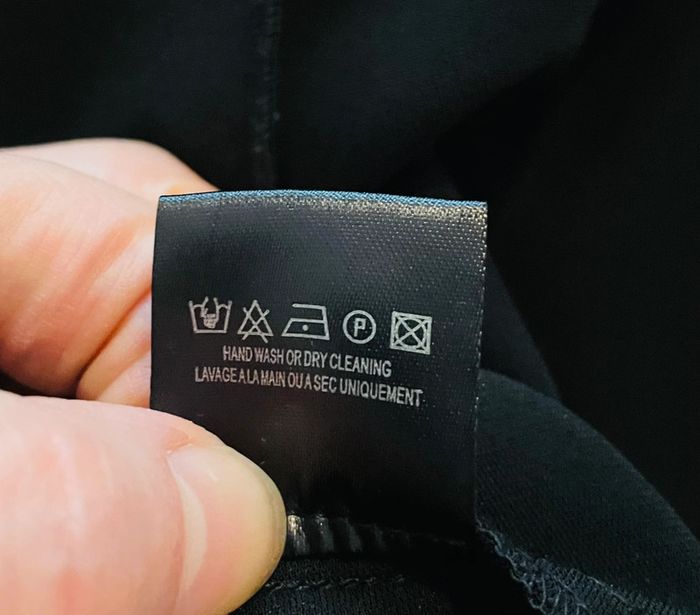 P
HAND WASH OR DRY CLEANING
LAVAGE A LA MAIN OU A SEC UNIQUEMENT